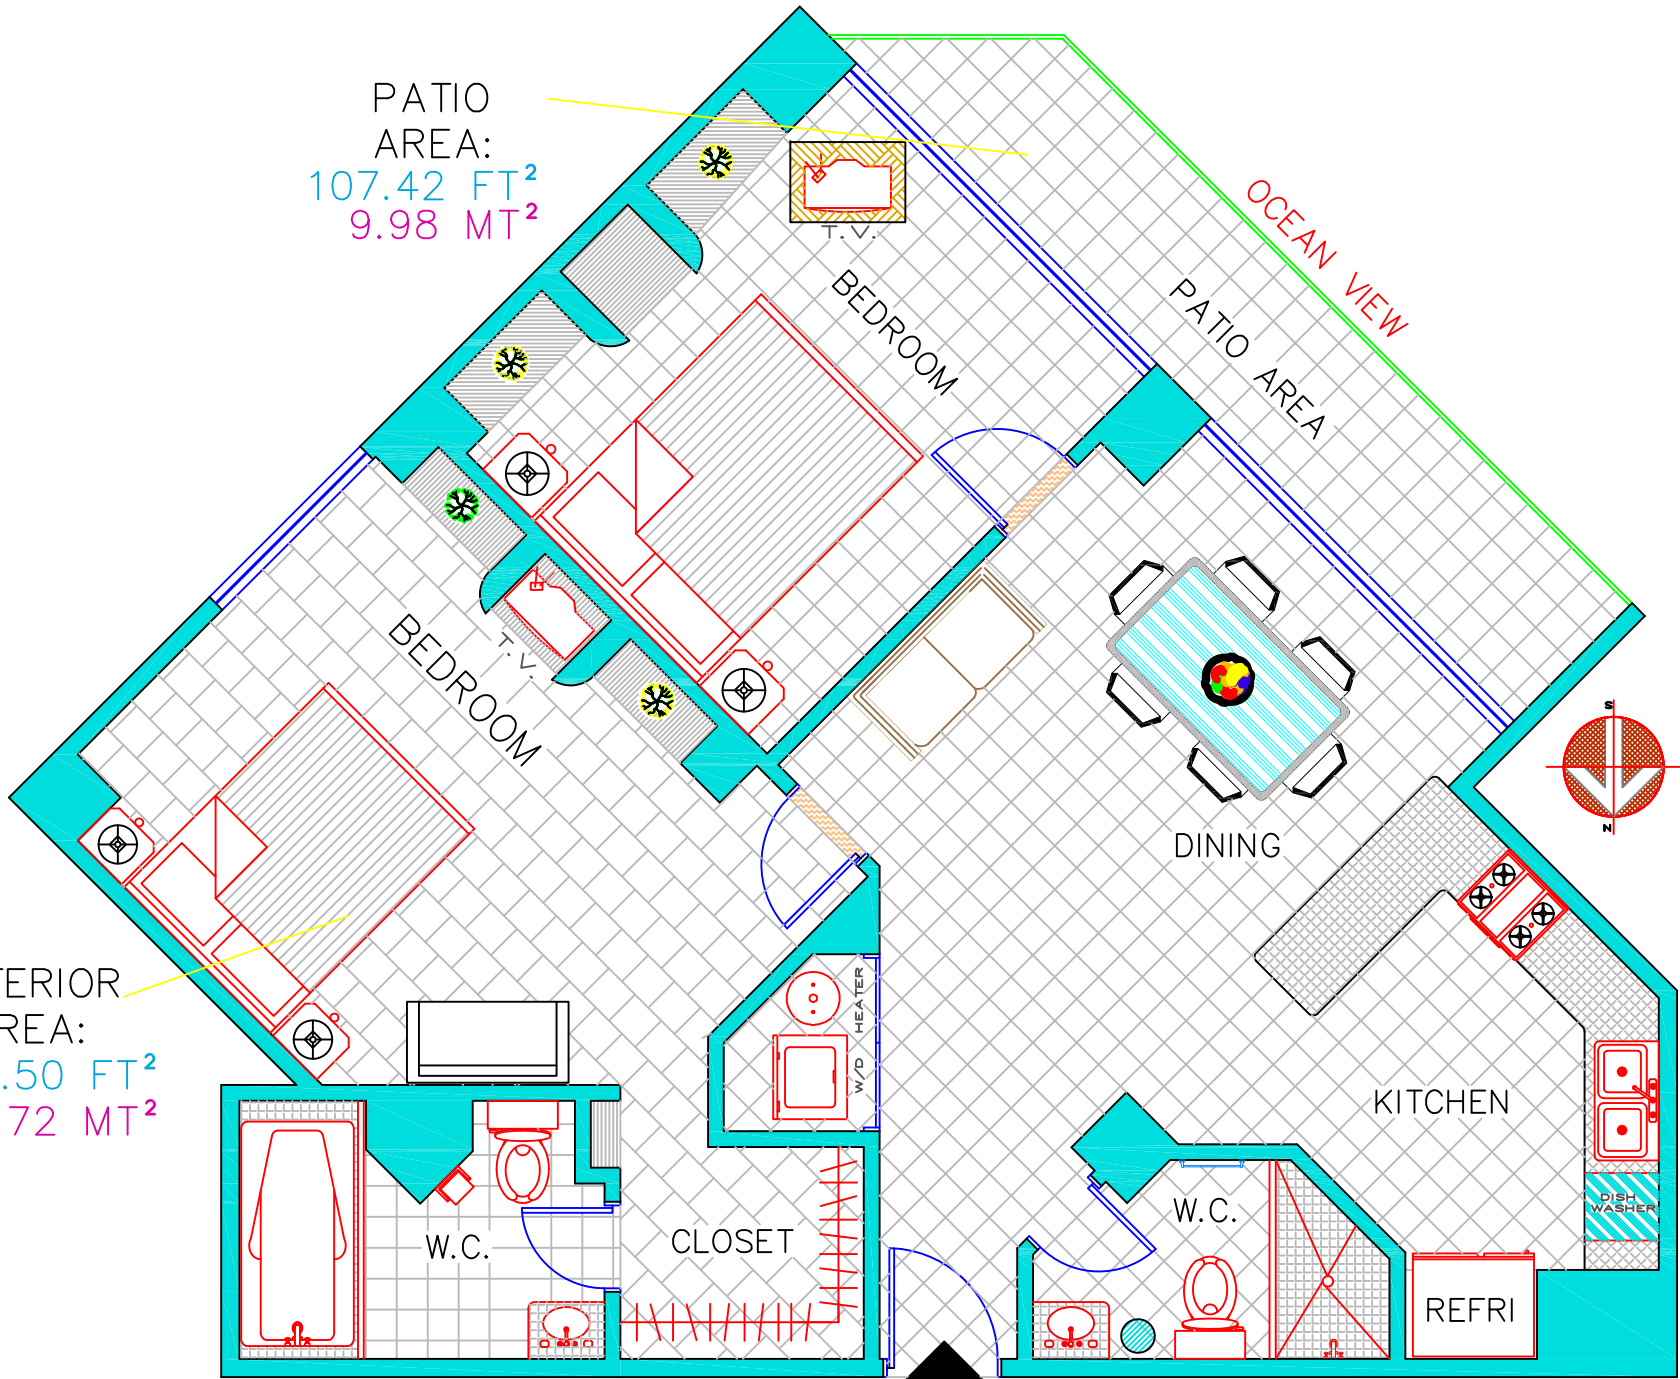 PATIO
AREA:
107.42 FT²
9.98 MT²
OCEAN VIEW
PATIO AREA
T.V.
BEDROOM
BEDROOM
T.V.
S
N
DINING
TERIOR
REA:
.50 FT²
72 MT²
HEATER
W/D
KITCHEN
DISH
WASHER
W.C.
CLOSET
W.C.
REFRI